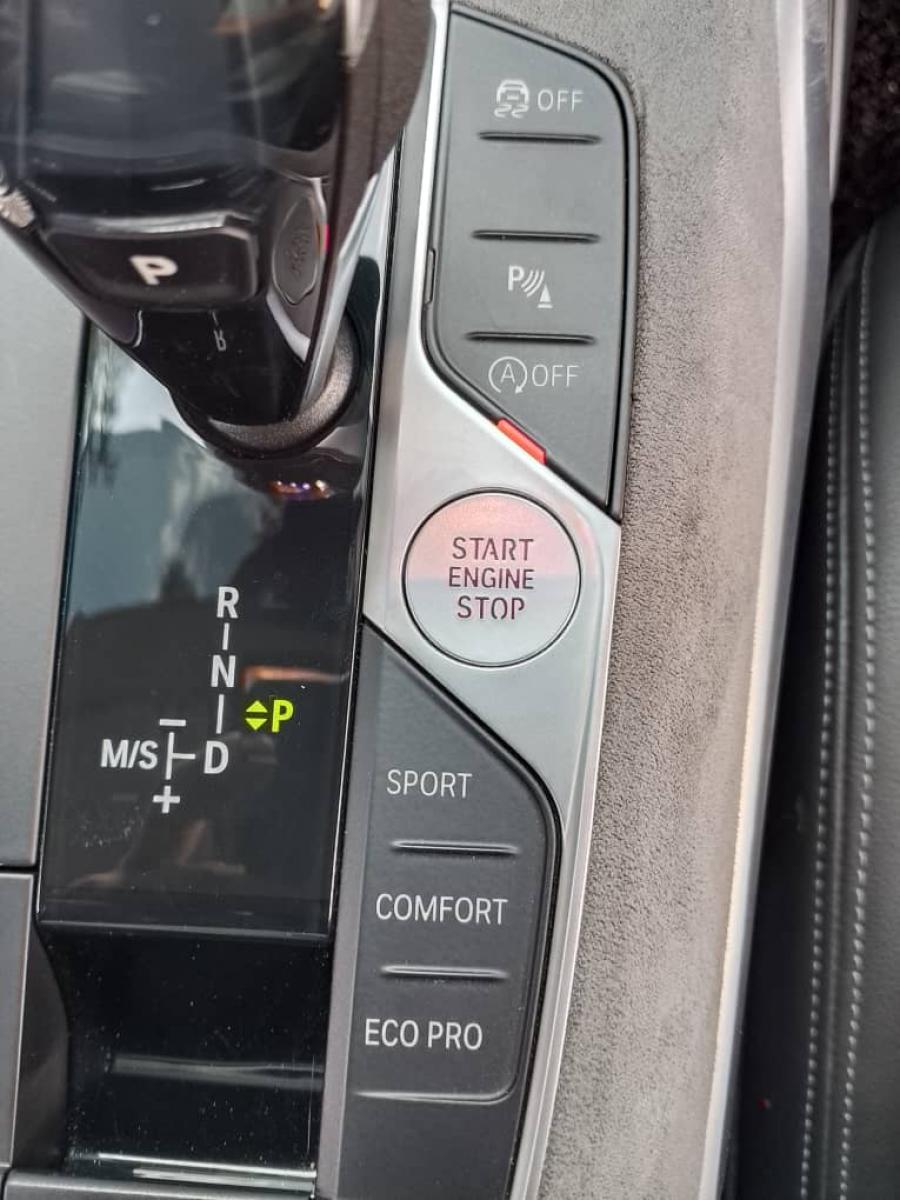 OFF
P
P
A OFF
START
ENGINE
STOP
R
N
P
M/S D
+
SPORT
COMFORT
ECO PRO